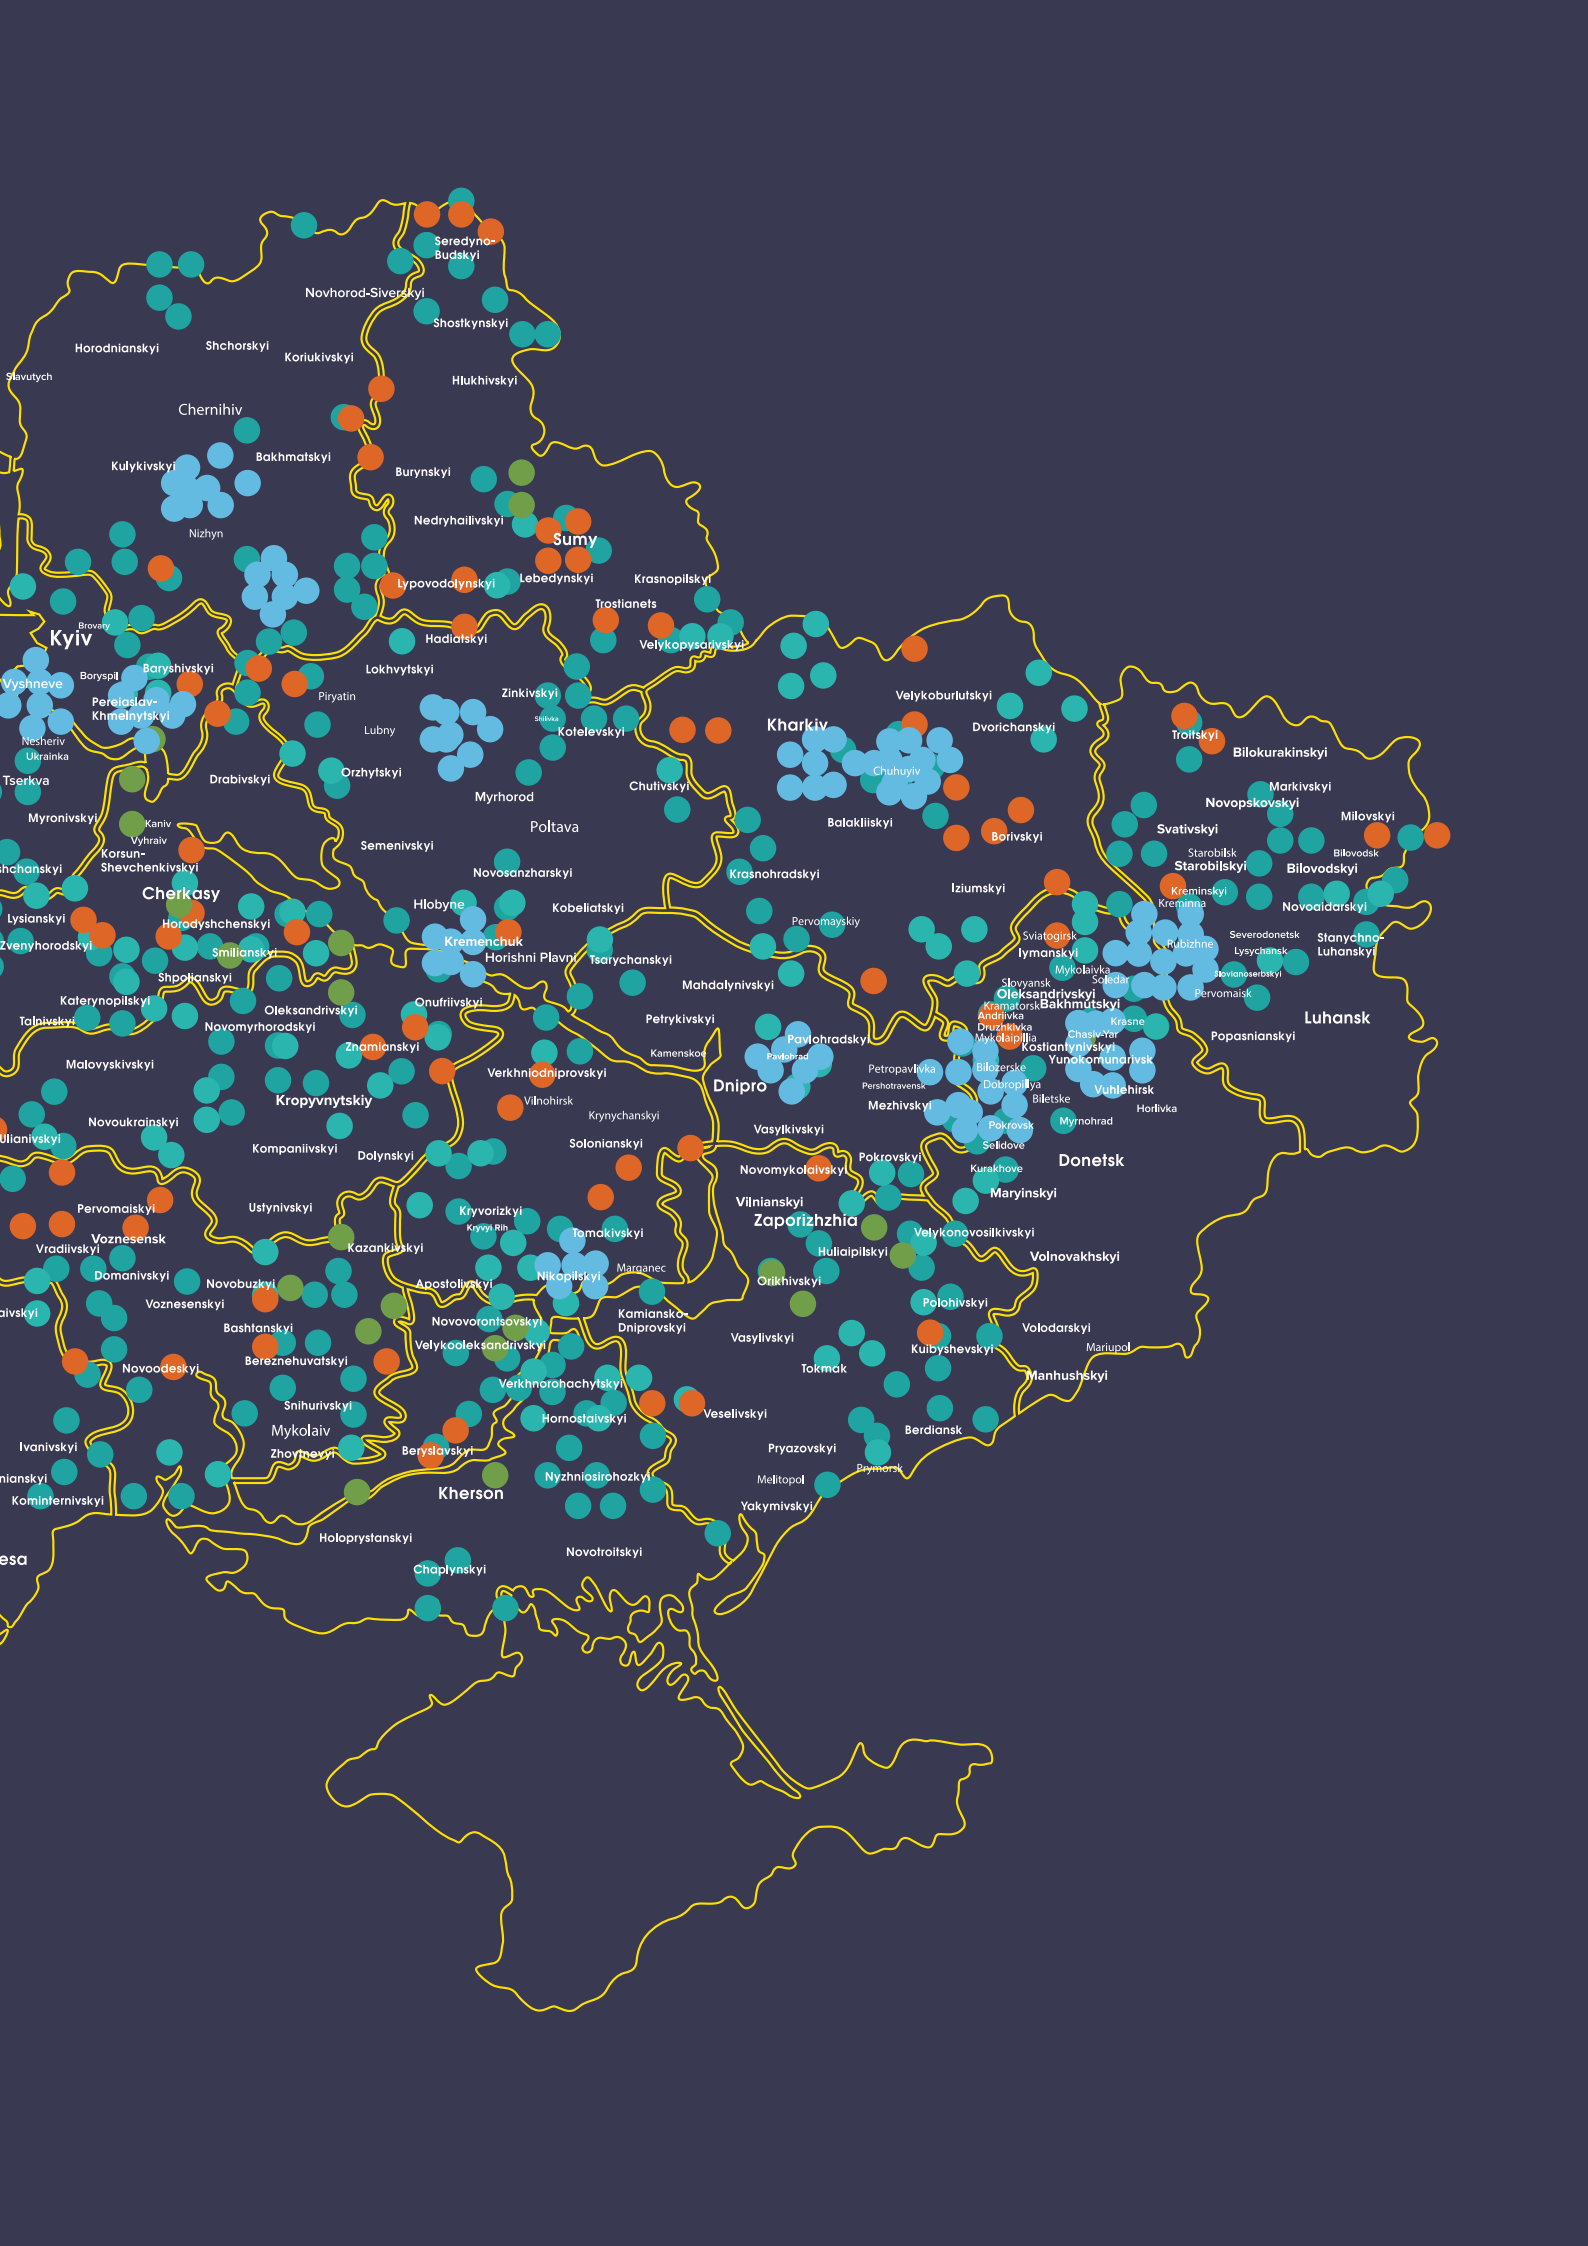 Seredyno-
Budskyi
Novhorod-Siverskyi
Shostkynskyi
Horodnianskyi
Shchorskyi
Koriukivskyi
Slavutych
Hlukhivskyi
Chernihiv
Kulykivskyi
Bakhmatskyi
Burynskyi
Nedryhailivskyi
Nizhyn
Sumy
Lypovodolynskyi
Lebedynskyi
Krasnopilskyi
Trostianets
Brovary
Kyiv
Hadiatskyi
Velykopysarivskyi
Boryspil
Baryshivskyi
Lokhvytskyi
Vyshneve
Piryatin
Zinkivskyi
Velykoburlutskyi
Pereiaslav-
Khmelnytskyi
Shilivka
Kharkiv
Dvorichanskyi
Lubny
Kotelevskyi
Troitskyi
Nesheriv
Ukrainka
Bilokurakinskyi
Tserkva
Drabivskyi
Orzhytskyi
Chuhuyiv
Chutivskyi
Markivskyi
Myrhorod
Novopskovskyi
Myronivskyi
Kaniv
Poltava
Balakliiskyi
Borivskyi
Svativskyi
Milovskyi
Vyhraiv
Semenivskyi
Korsun-
Shevchenkivskyi
Starobilsk
Bilovodsk
shchanskyi
Novosanzharskyi
Krasnohradskyi
Starobilskyi
Bilovodskyi
Cherkasy
Iziumskyi
Kreminskyi
Kreminna
Hlobyne
Kobeliatskyi
Novoaidarskyi
Lysianskyi
Horodyshchenskyi
Pervomayskiy
Sviatogirsk
Severodonetsk
Stanychno-
Luhanskyi
Zvenyhorodskyi
Smilianskyi
Kremenchuk
Rubizhne
Lysychansk
Horishni Plavni
Tsarychanskyi
lymanskyi
Shpolianskyi
Mykolaivka
Slovianoserbskyi
Mahdalynivskyi
Slovyansk
Soledar
Katerynopilskyi
Onufriivskyi
Oleksandrivskyi
Pervomaisk
Oleksandrivskyi
Kramatorsk
Bakhmutskyi
Talnivskyi
Novomyrhorodskyi
Petrykivskyi
Andriivka
Krasne
Luhansk
Druzhkivka
Znamianskyi
Pavlohradskyi
Mykolaipillia
Chasiv-Yar
Popasnianskyi
Kamenskoe
Pavlohrad
Kostiantynivskyi
Malovyskivskyi
Verkhniodniprovskyi
Petropavlivka
Bilozerske
Yunokomunarivsk
Dnipro
Pershotravensk
Dobropillya
Vuhlehirsk
Kropyvnytskiy
Vilnohirsk
Mezhivskyi
Biletske
Horlivka
Novoukrainskyi
Krynychanskyi
Vasylkivskyi
Pokrovsk
Myrnohrad
Ulianivskyi
Kompaniivskyi
Solonianskyi
Selidove
Dolynskyi
Pokrovskyi
Donetsk
Novomykolaivskyi
Kurakhove
Pervomaiskyi
Ustynivskyi
Kryvorizkyi
Vilnianskyi
Maryinskyi
Kryvyi Rih
Zaporizhzhia
Voznesensk
Tomakivskyi
Velykonovosilkivskyi
Vradiivskyi
Kazankivskyi
Huliaipilskyi
Volnovakhskyi
Domanivskyi
Novobuzkyi
Apostolivskyi
Nikopilskyi
Marganec
Orikhivskyi
Voznesenskyi
Polohivskyi
aivskyi
Bashtanskyi
Novovorontsovskyi
Kamiansko-
Dniprovskyi
Volodarskyi
Velykooleksandrivskyi
Vasylivskyi
Mariupol
Bereznehuvatskyi
Kuibyshevskyi
Novoodeskyi
Tokmak
Manhushskyi
Verkhnorohachytskyi
Snihurivskyi
Hornostaivskyi
Veselivskyi
Mykolaiv
Berdiansk
Ivanivskyi
Zhovtnevyi
Beryslavskyi
Pryazovskyi
Prymorsk
nianskyi
Nyzhniosirohozkyi
Melitopol
Kominternivskyi
Kherson
Yakymivskyi
Holoprystanskyi
Novotroitskyi
esa
Chaplynskyi